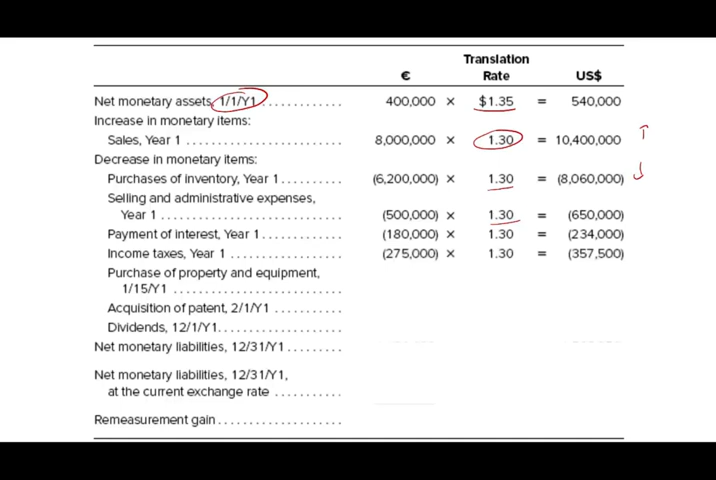 Translation
€ Rate US$
Net monetary assets, 1/1/Y1 . . . . . . . . . . . . 400,000 × $1.35 = 540,000
Increase in monetary items:
Sales, Year 1 . . . . . . . . . . . . . . . . . . . . . . . 8,000,000 × 1.30 = 10,400,000
Decrease in monetary items:
Purchases of inventory, Year 1 . . . . . . . . . (6,200,000) × 1.30 = (8,060,000)
Selling and administrative expenses,
Year 1 . . . . . . . . . . . . . . . . . . . . . . . . . . . (500,000) × 1.30 = (650,000)
Payment of interest, Year 1 . . . . . . . . . . . . (180,000) × 1.30 = (234,000)
Income taxes, Year 1 . . . . . . . . . . . . . . . . . (275,000) × 1.30 = (357,500)
Purchase of property and equipment,
1/15/Y1 . . . . . . . . . . . . . . . . . . . . . . . . . .
Acquisition of patent, 2/1/Y1 . . . . . . . . . . .
Dividends, 12/1/Y1 . . . . . . . . . . . . . . . . . . .
Net monetary liabilities, 12/31/Y1 . . . . . . . . .
Net monetary liabilities, 12/31/Y1,
at the current exchange rate . . . . . . . . . . .
Remeasurement gain . . . . . . . . . . . . . . . . . . .